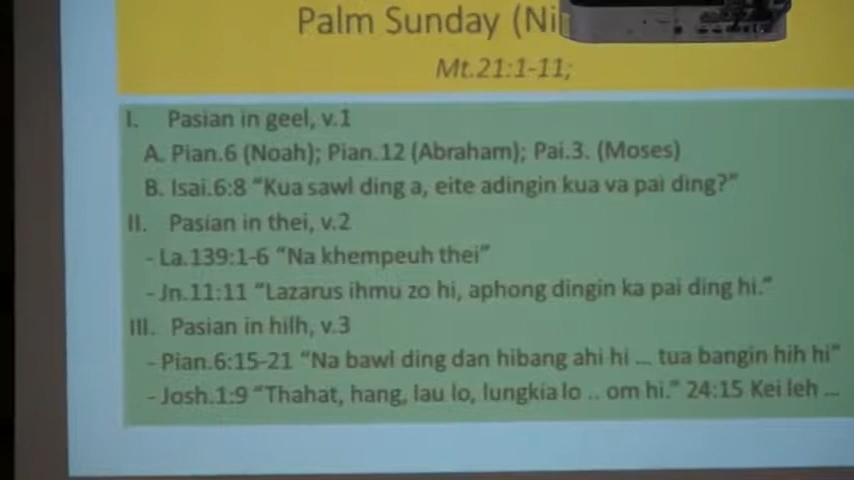 Palm Sunday (Ni
Mt.21:1-11;
I. Pasian in geel, v.1
A. Pian.6 (Noah); Pian.12 (Abraham); Pai.3. (Moses)
B. Isai.6:8 “Kua sawl ding a, eite adingin kua va pai ding?”
II. Pasian in thei, v.2
- La.139:1-6 “Na khempeuh thei”
- Jn.11:11 “Lazarus ihmu zo hi, aphong dingin ka pai ding hi.”
III. Pasian in hilh, v.3
- Pian.6:15-21 “Na bawl ding dan hibang ahi hi ... tua bangin hih hi”
- Josh.1:9 “Thahat, hang, lau lo, lungkia lo .. om hi.” 24:15 Kei leh ...